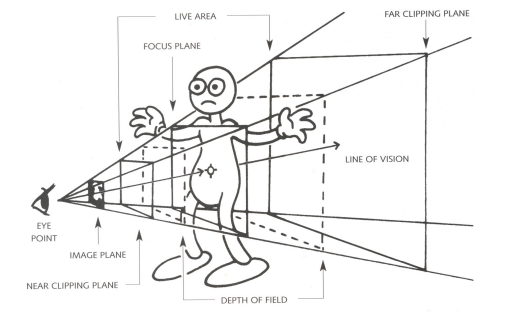 LIVE AREA
FAR CLIPPING PLANE
FOCUS PLANE
LINE OF VISION
EYE
POINT
IMAGE PLANE
NEAR CLIPPING PLANE
DEPTH OF FIELD